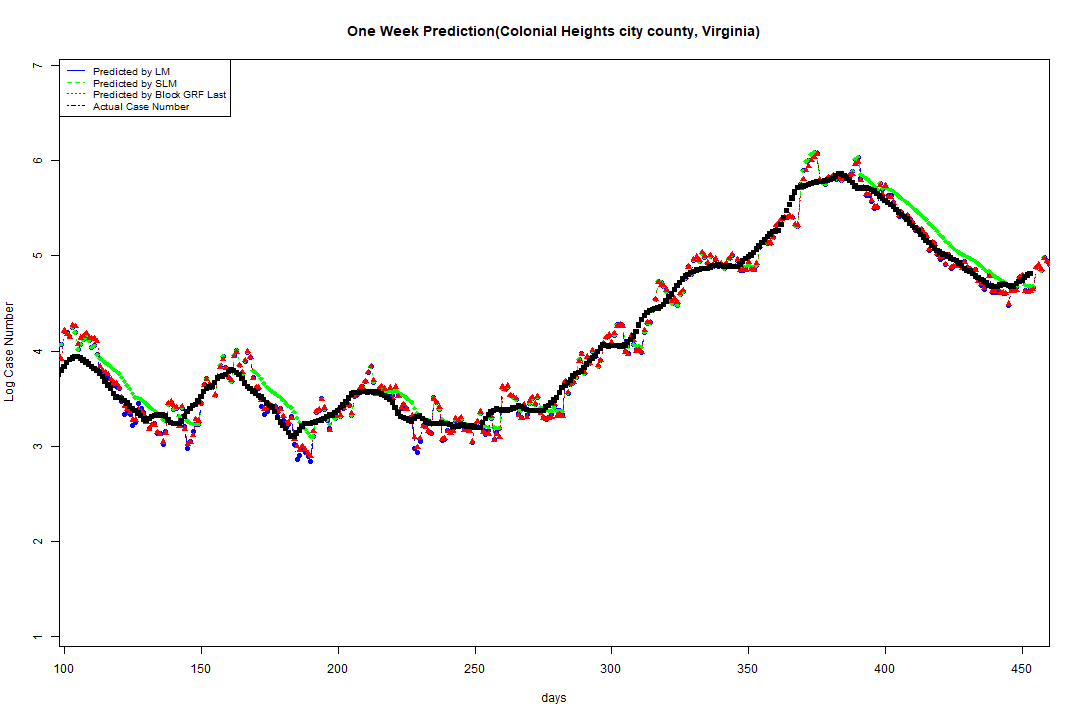 One Week Prediction(Colonial Heights city county, Virginia)
Predicted by LM
Predicted by SLM
Predicted by Block GRF Last
Actual Case Number
7
6
5
4
3
2
1
Log Case Number
100 150 200 250 300 350 400 450
days